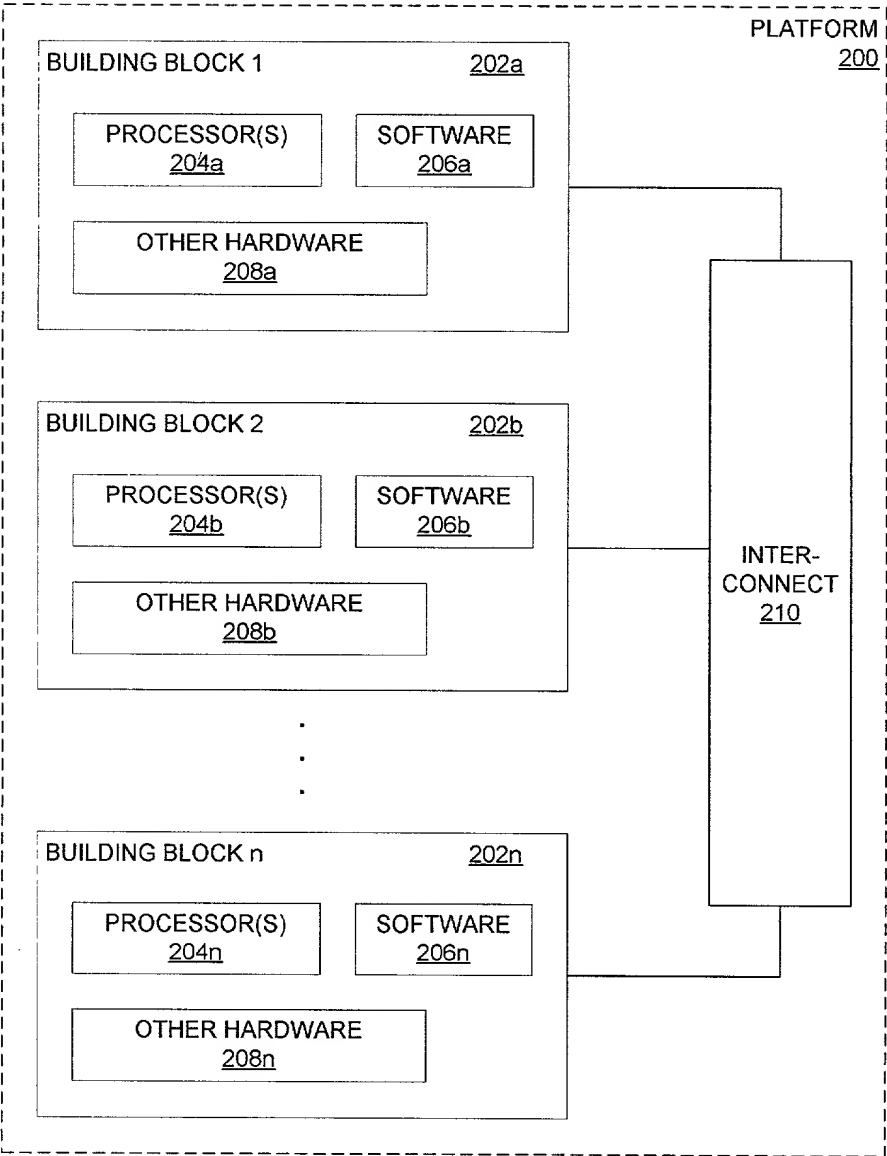 PLATFORM
200
BUILDING BLOCK 1
202a
PROCESSOR(S)
204a
SOFTWARE
206a
OTHER HARDWARE
208a
BUILDING BLOCK 2
202b
PROCESSOR(S)
204b
SOFTWARE
206b
OTHER HARDWARE
208b
INTER-
CONNECT
210
BUILDING BLOCK n
202n
PROCESSOR(S)
204n
SOFTWARE
206n
OTHER HARDWARE
208n